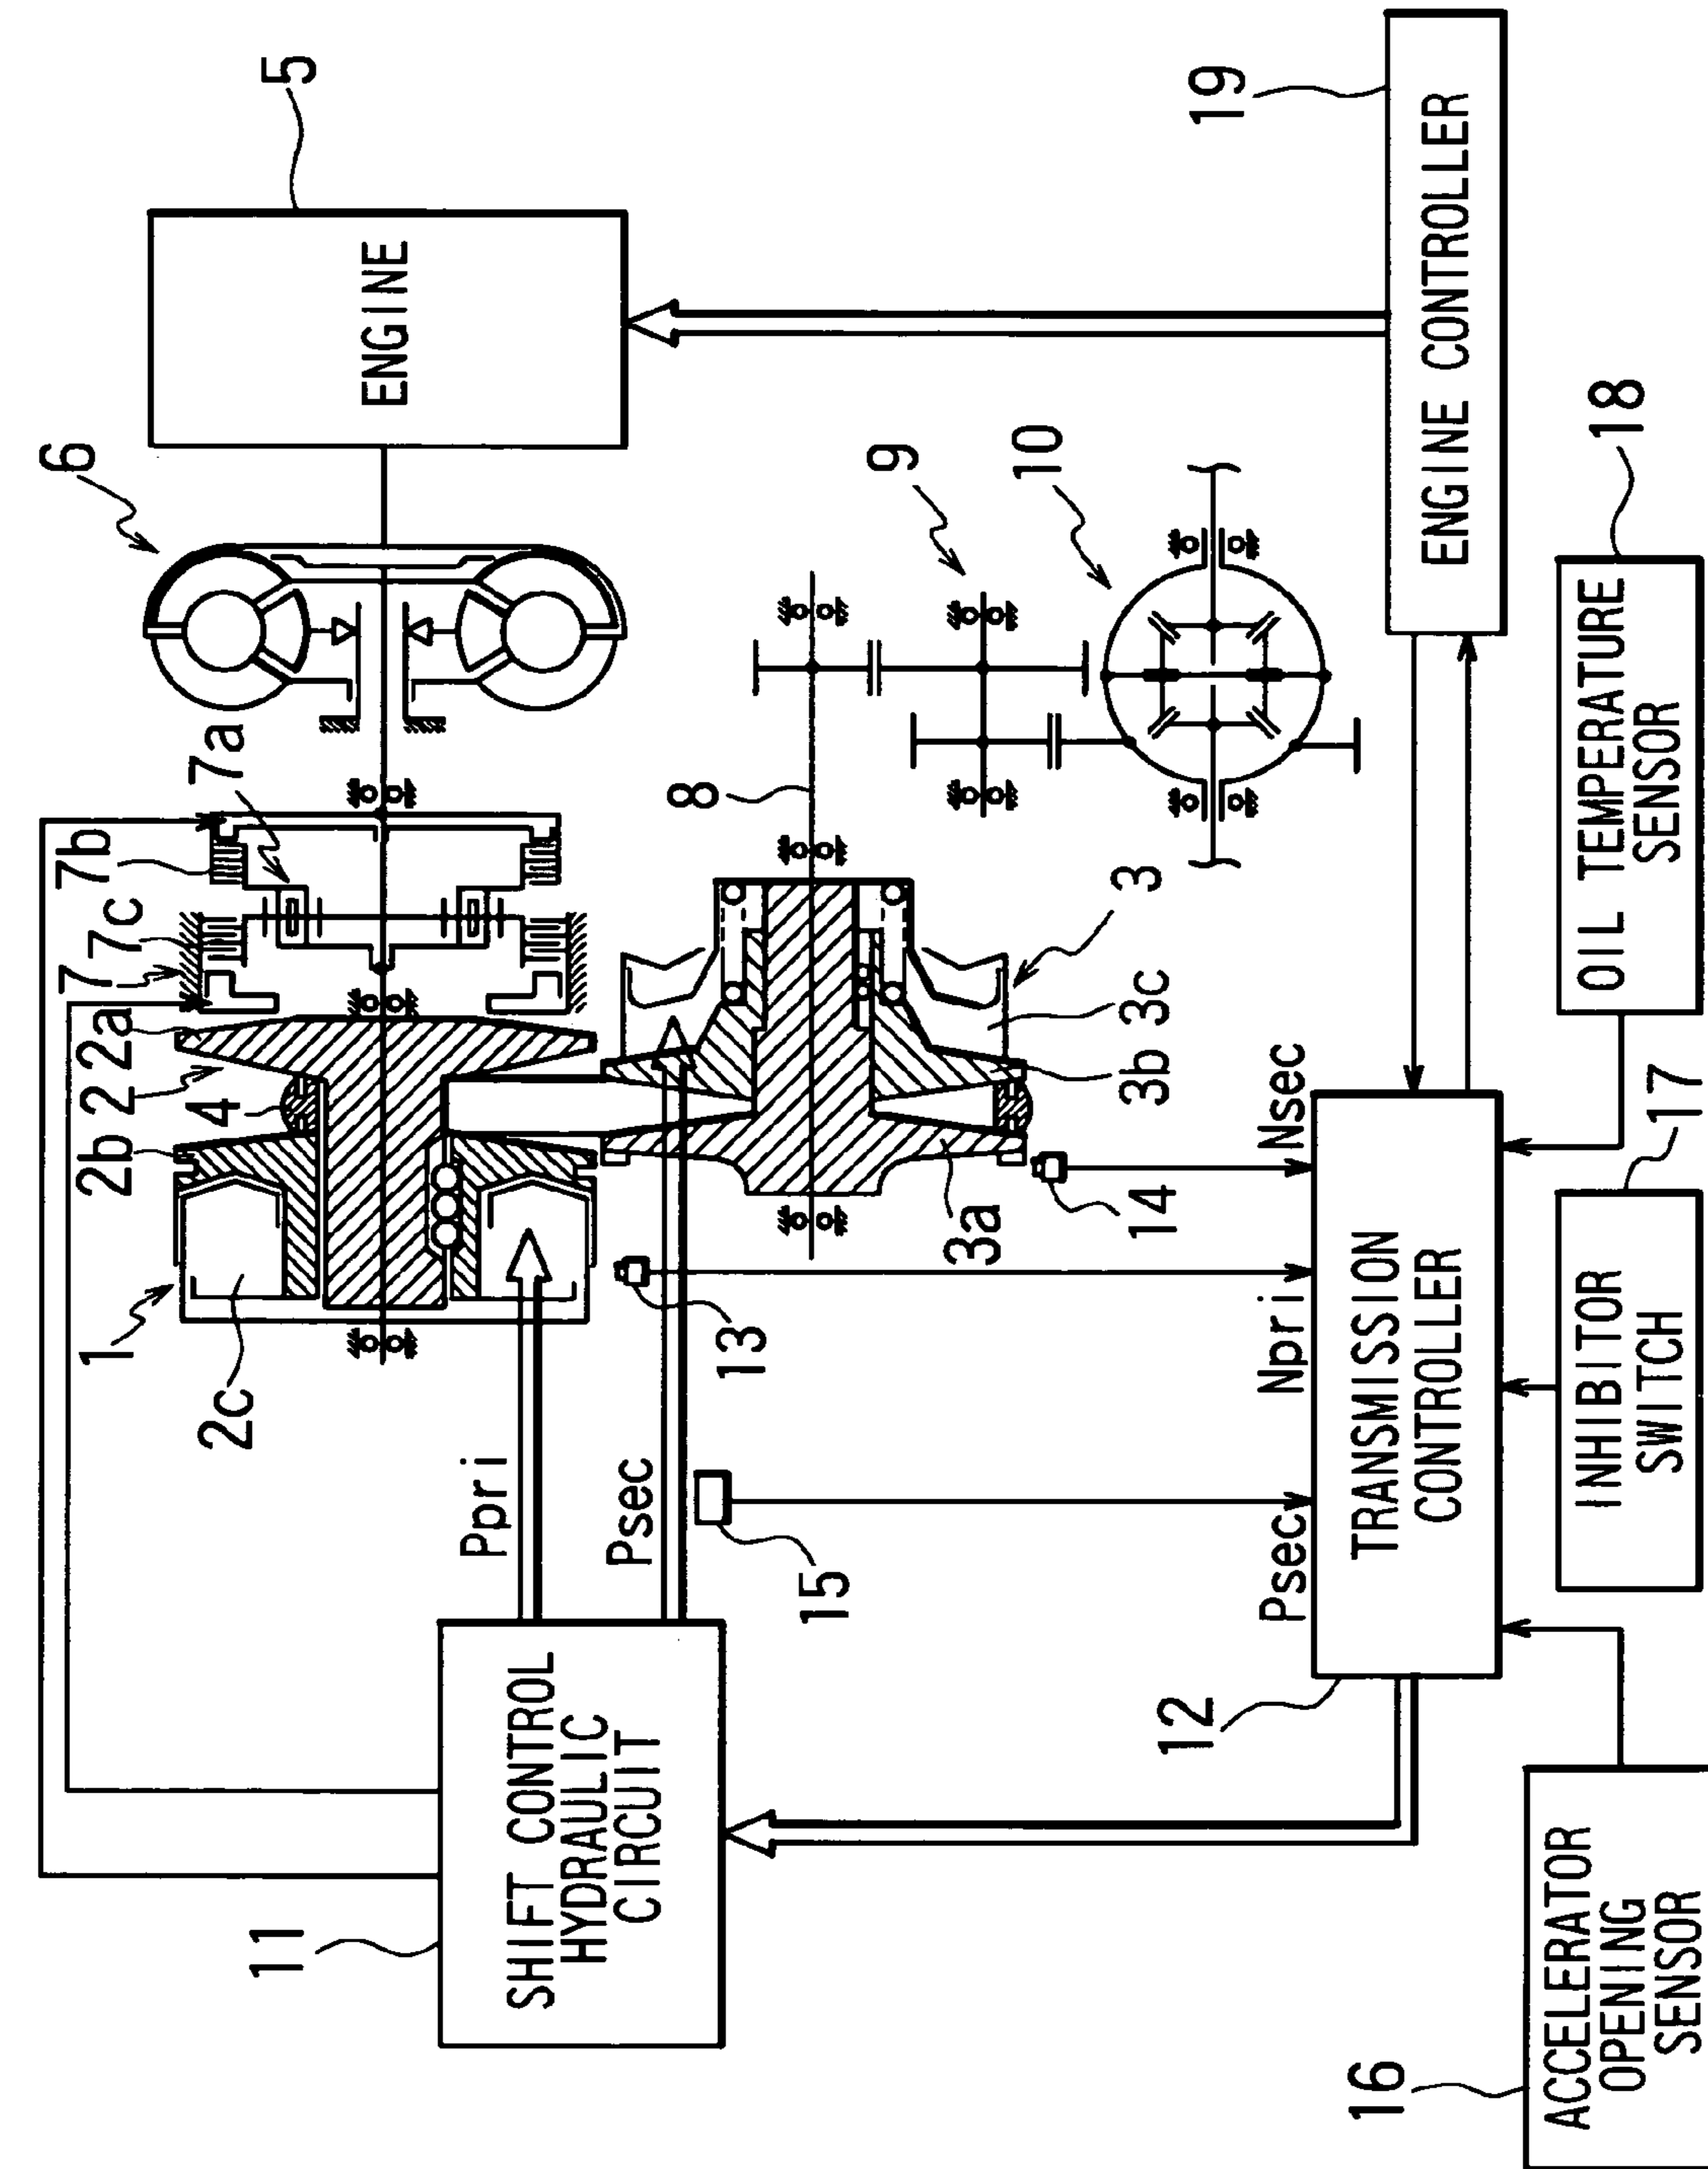 6
5
1
2b
4
2
2a
7
7c
7b
7a
2c
11
ENGINE
Ppri
SHIFT CONTROL
HYDRAULIC
CIRCUIT
Psec
8
13
15
9
3a
3b
3c
3
10
14
12
Psec
Npri
Nsec
19
TRANSMISSION
CONTROLLER
ENGINE CONTROLLER
16
17
18
ACCELERATOR
OPENING
SENSOR
INHIBITOR
SWITCH
OIL TEMPERATURE
SENSOR